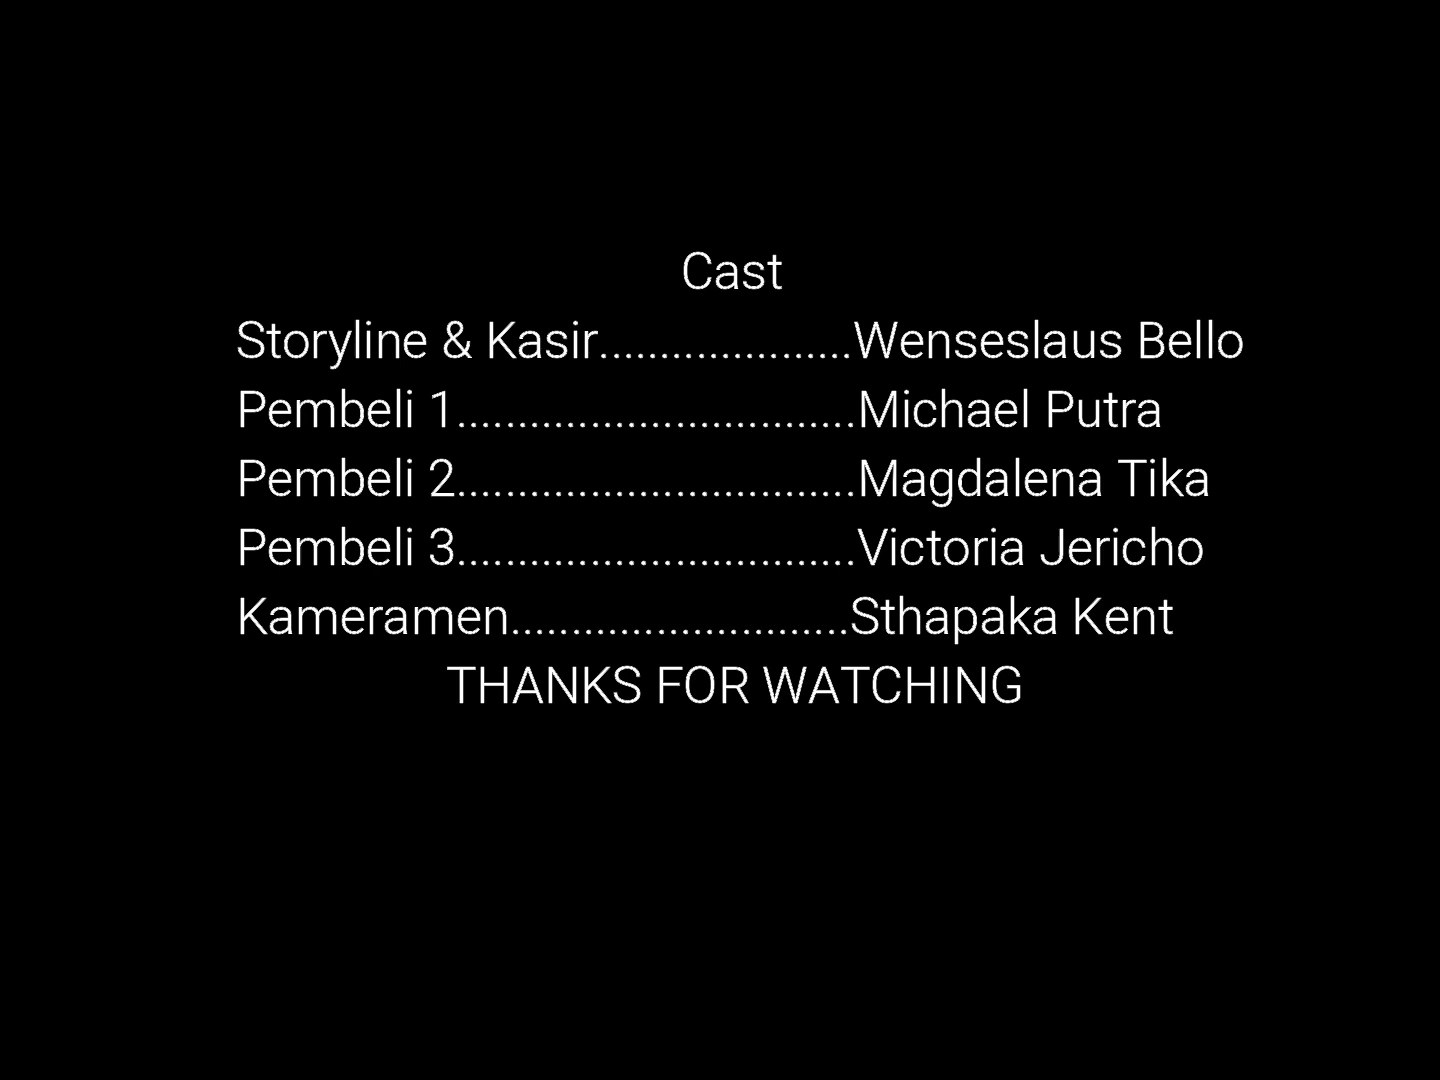 Cast
Storyline & Kasir.....................Wenseslaus Bello
Pembeli 1.................................Michael Putra
Pembeli 2.................................Magdalena Tika
Pembeli 3.................................Victoria Jericho
Kameramen............................Sthapaka Kent
THANKS FOR WATCHING